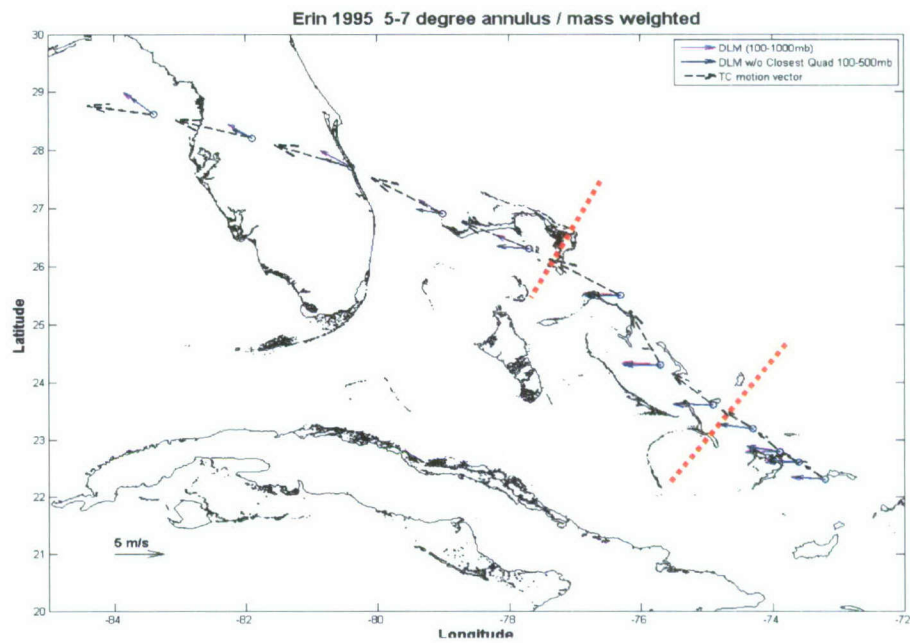 Erin 1995 5-7 degree annulus / mass weighted
DLM (100-1000mb)
DLM w/o Closest Quad 100-500mb
TC motion vector
30
29
28
27
26
25
24
23
22
21
20
Latitude
5 m/s
-84
-82
-80
-78
-76
-74
-72
Longitude